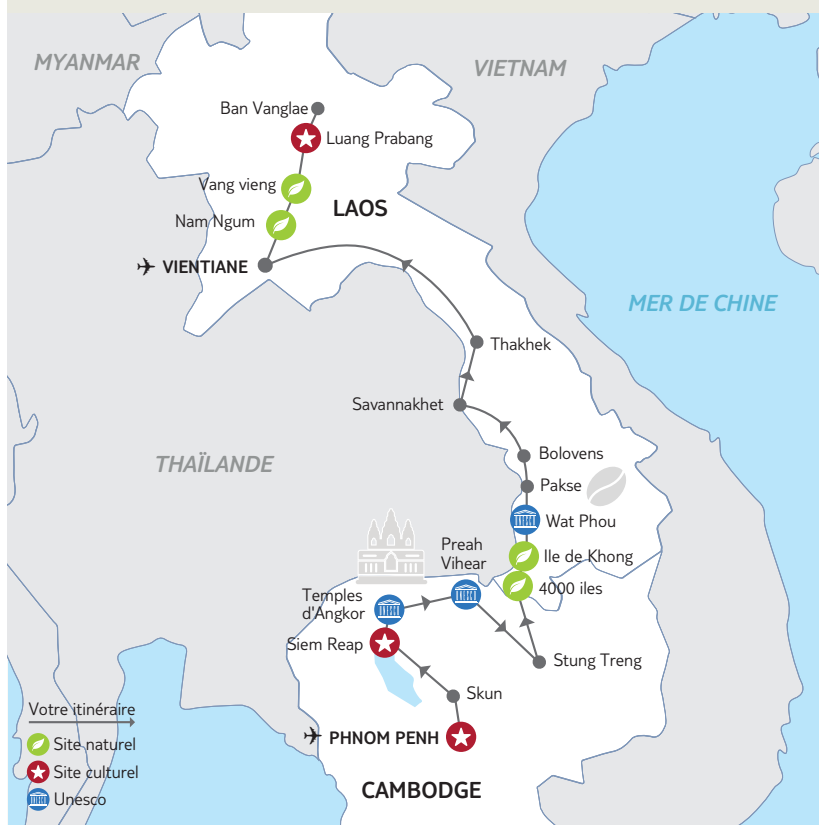 MYANMAR
VIETNAM
Ban Vanglae
Luang Prabang
Vang vieng
LAOS
Nam Ngum
VIENTIANE
MER DE CHINE
Thakhek
Savannakhet
Bolovens
THAÏLANDE
Pakse
Wat Phou
Preah
Vihear
Ile de Khong
4000 iles
Temples
d'Angkor
Siem Reap
Stung Treng
Skun
PHNOM PENH
CAMBODGE
Votre itinéraire
Site naturel
Site culturel
Unesco